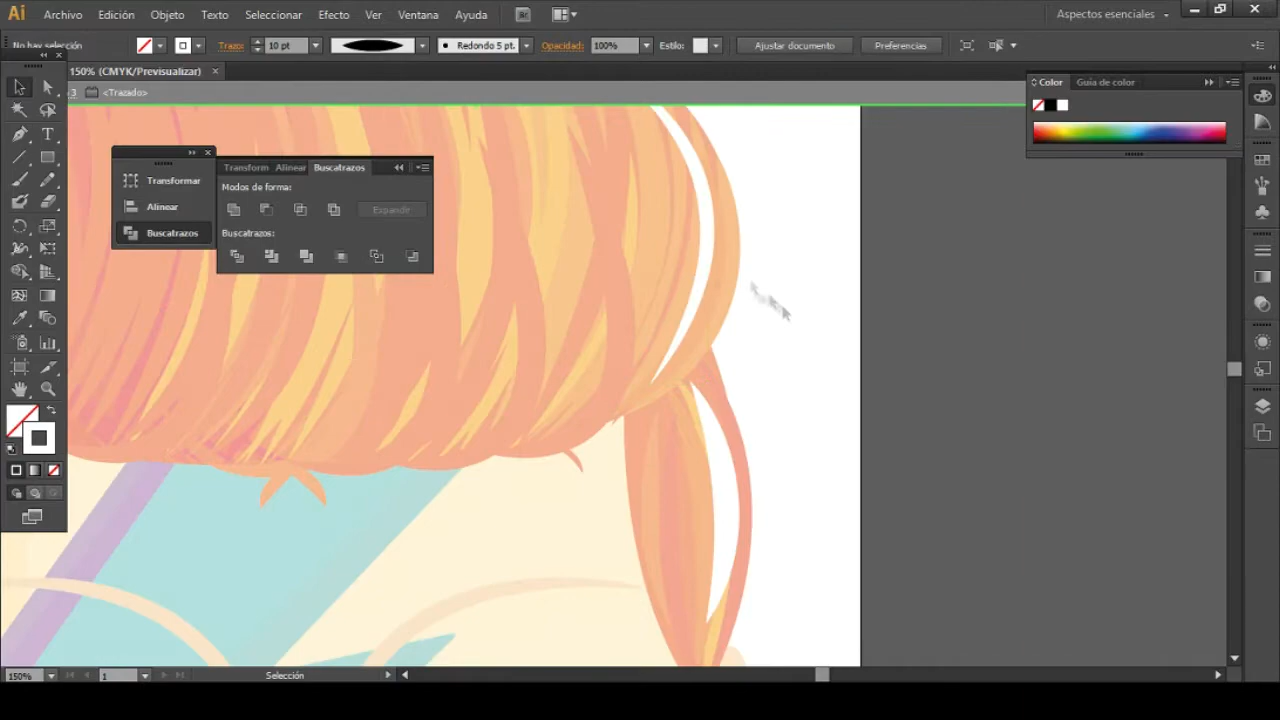 Ai Archivo Edición Objeto Texto Seleccionar Efecto Ver Ventana Ayuda Br Aspectos esenciales
No hay selección Trazo: 10 pt Redondo 5 pt. Opacidad: 100% Estilo: Ajustar documento Preferencias
150% (CMYK/Previsualizar)
3 <Trazado>
Color Guía de color
Transform Alinear Buscatrazos
Transformar
Modos de forma:
Alinear
Expandir
Buscatrazos
Buscatrazos:
150% 1 Selección